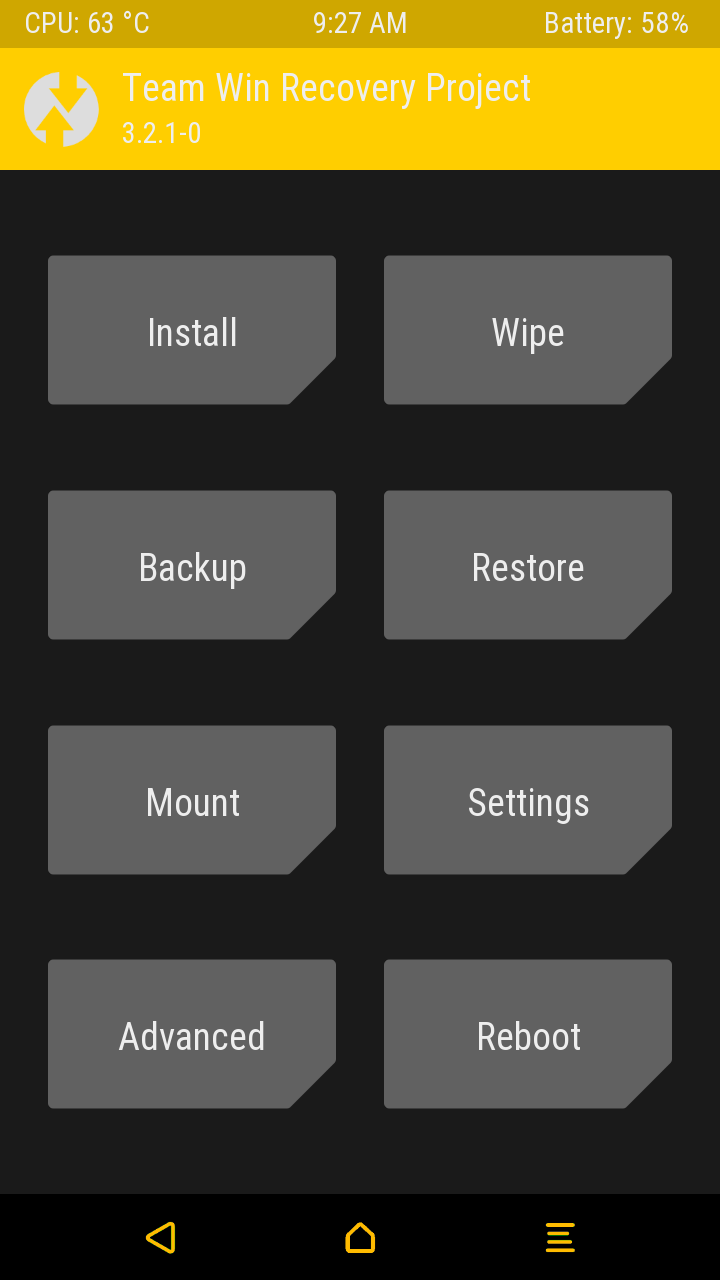 CPU: 63 °C 9:27 AM Battery: 58%
Team Win Recovery Project
3.2.1-0
Install Wipe
Backup Restore
Mount Settings
Advanced Reboot